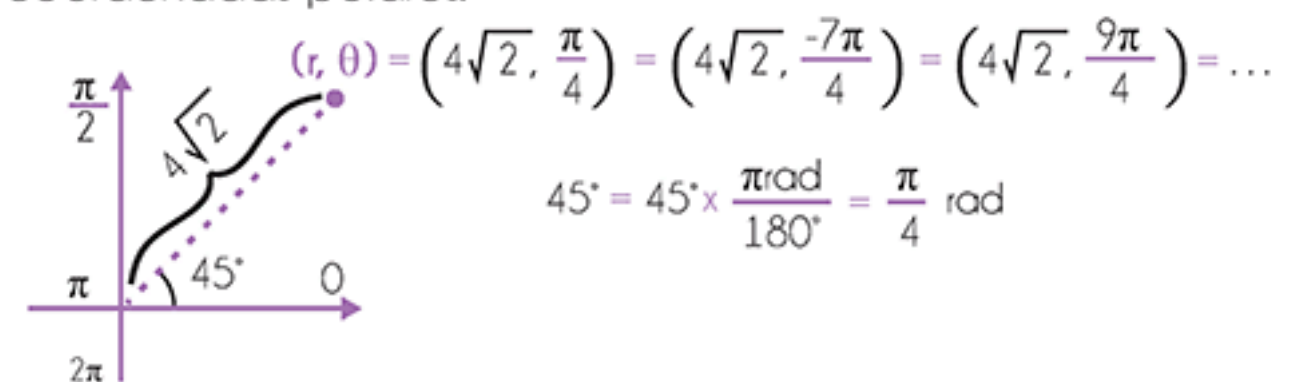 (r, θ) = (4√2, π/4) = (4√2, -7π/4) = (4√2, 9π/4) = ...
π/2
4√2
45° = 45° x πrad/180° = π/4 rad
45°
0
π
2π